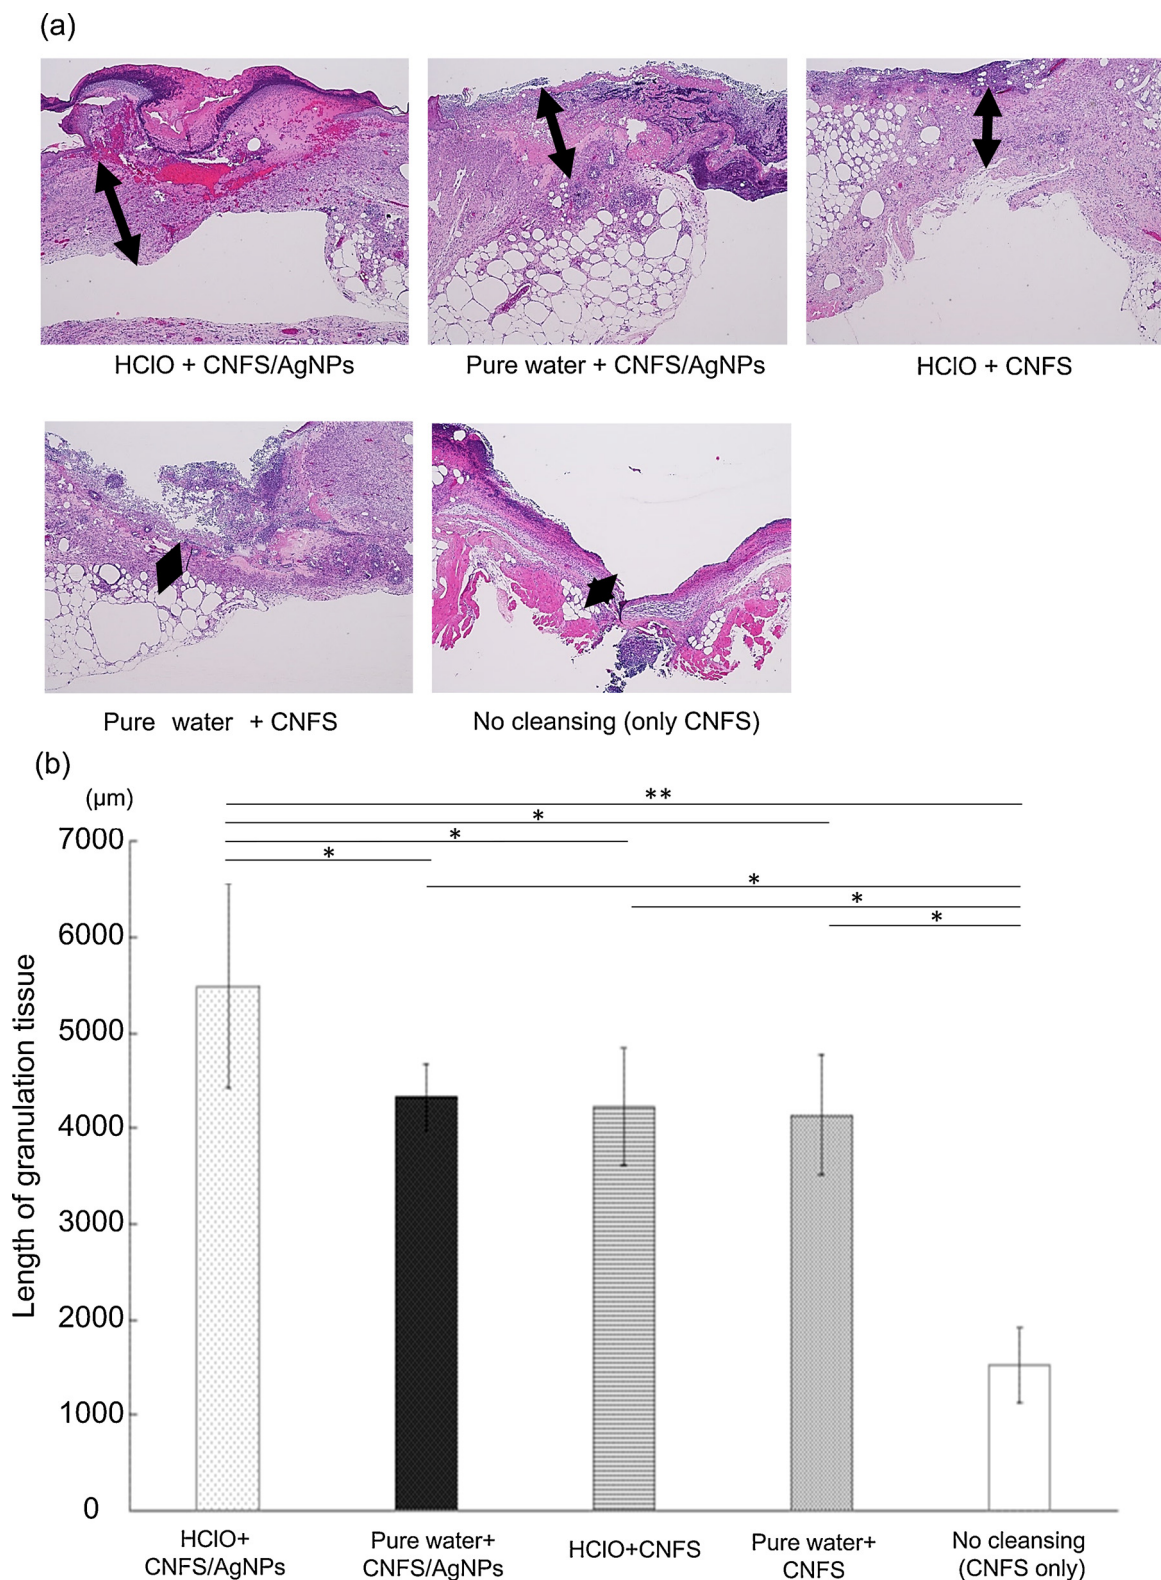 (a)
HClO + CNFS/AgNPs
Pure water + CNFS/AgNPs
HClO + CNFS
Pure water + CNFS
No cleansing (only CNFS)
(b)
(μm)
**
*
*
*
*
*
*
7000
6000
5000
4000
3000
2000
1000
0
Length of granulation tissue
HClO+
CNFS/AgNPs
Pure water+
CNFS/AgNPs
HClO+CNFS
Pure water+
CNFS
No cleansing
(CNFS only)